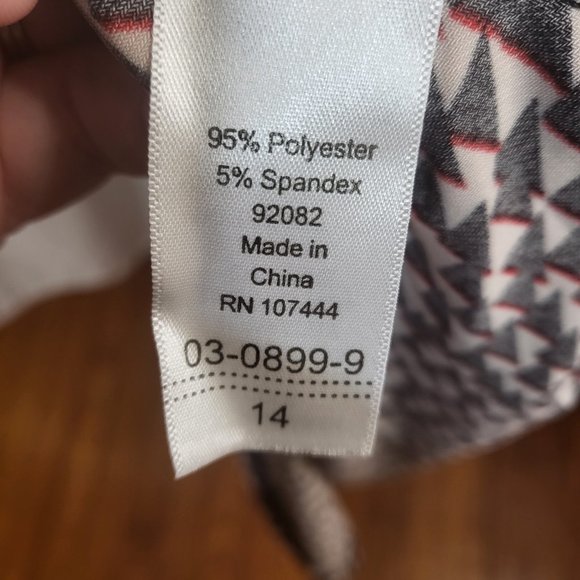 95% Polyester
5% Spandex
92082
Made in
China
RN 107444
03-0899-9
14